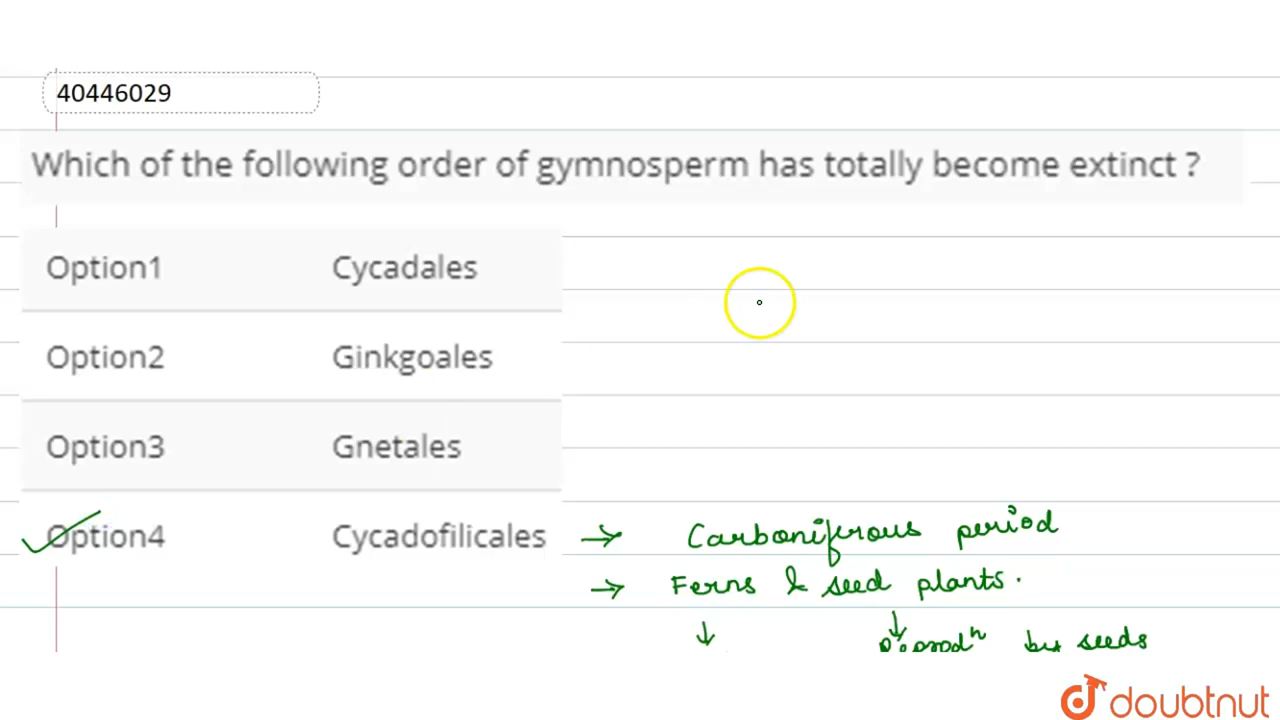 40446029
Which of the following order of gymnosperm has totally become extinct ?
Option1 Cycadales
Option2 Ginkgoales
Option3 Gnetales
Option4 Cycadofilicales → Carboniferous period
→ Ferns & seed plants.
↓ ↓
by seeds
doubtnut